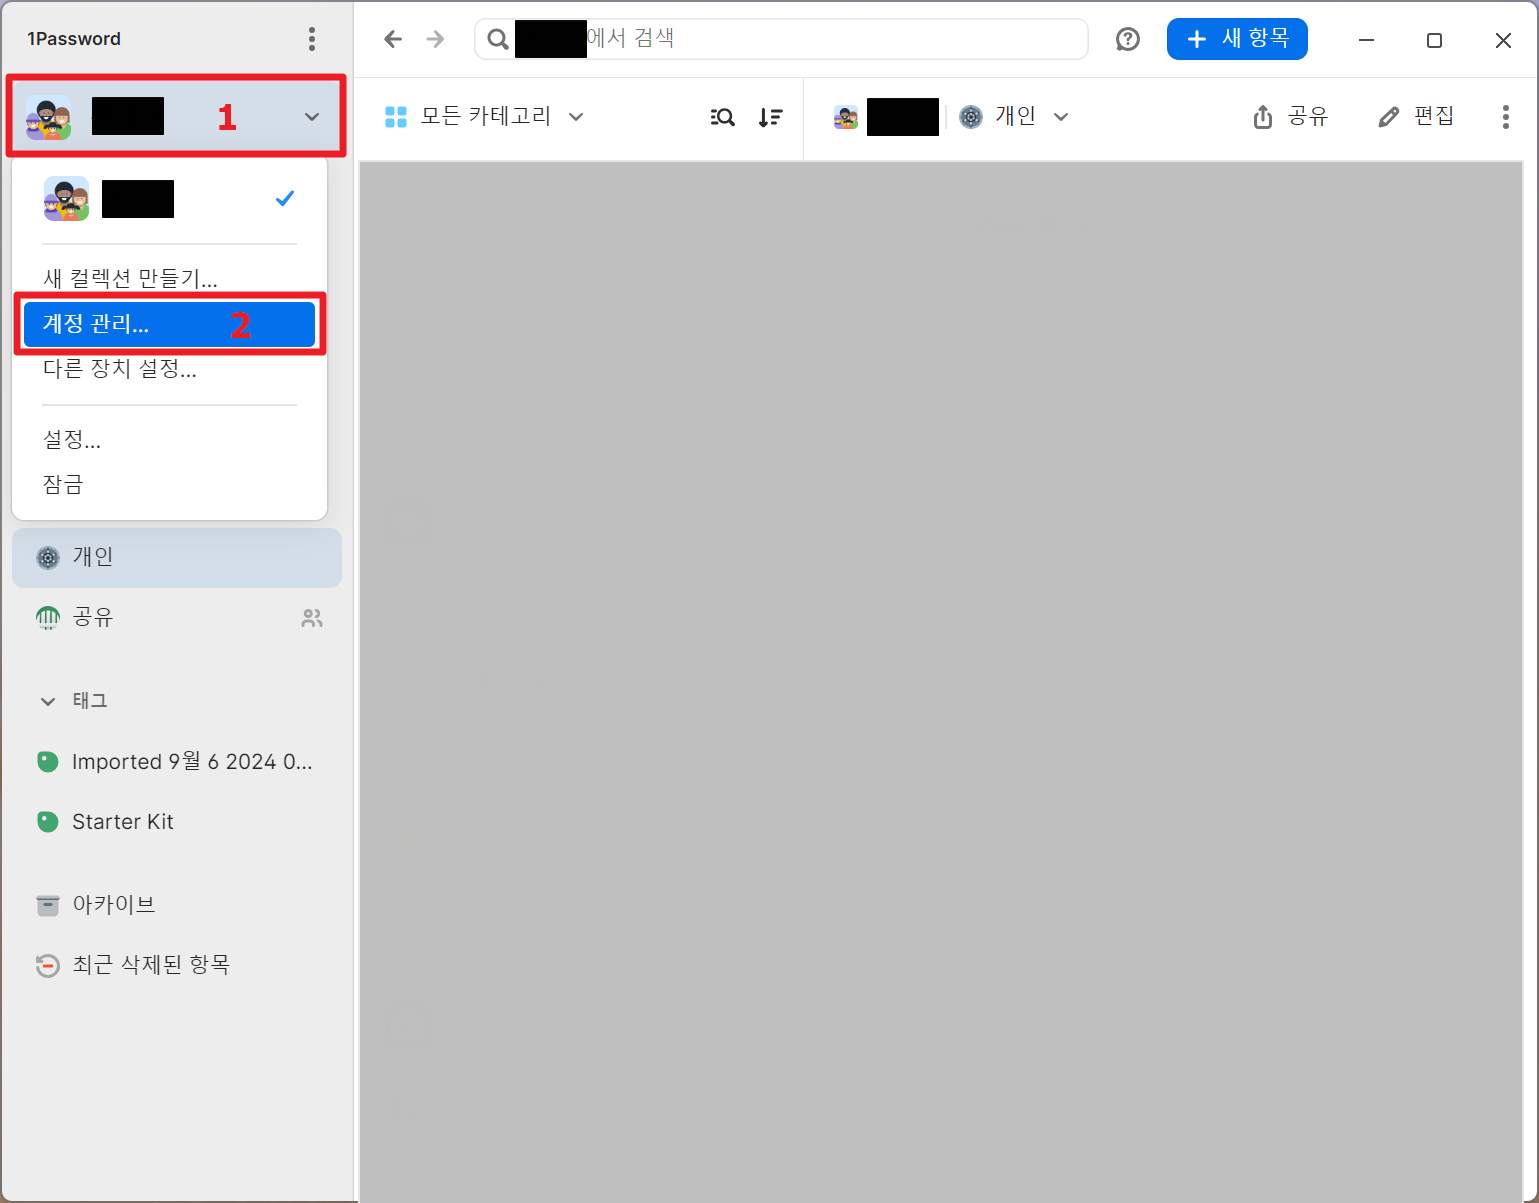 1Password
에서 검색
새 항목
1
모든 카테고리
개인
공유
편집
새 컬렉션 만들기...
계정 관리...
2
다른 장치 설정...
설정...
잠금
개인
공유
태그
Imported 9월 6 2024 0...
Starter Kit
아카이브
최근 삭제된 항목